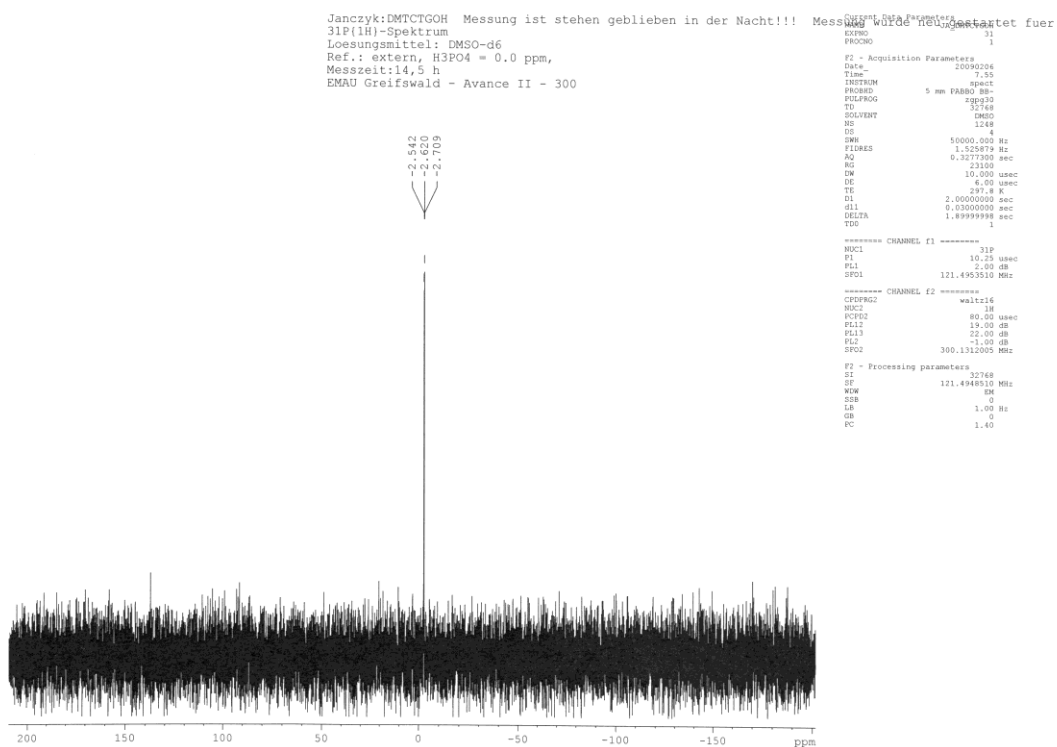 Janczyk:DMTCTGOH Messung ist stehen geblieben in der Nacht!!! Messung wurde neu gestartet fuer
31P{1H}-Spektrum
Loesungsmittel: DMSO-d6
Ref.: extern, H3PO4 = 0.0 ppm,
Messzeit:14,5 h
EMAU Greifswald - Avance II - 300
-2.542
-2.620
-2.709
200 150 100 50 0 -50 -100 -150 ppm
Current Data Parameters
EXPNO 31
PROCNO 1
F2 - Acquisition Parameters
Date_ 20090206
Time 7.55
INSTRUM spect
PROBHD 5 mm PABBO BB-
PULPROG zgpg30
TD 32768
SOLVENT DMSO
NS 1248
DS 4
SWH 50000.000 Hz
FIDRES 1.525879 Hz
AQ 0.3277300 sec
RG 23100
DW 10.000 usec
DE 6.00 usec
TE 297.8 K
D1 2.00000000 sec
d11 0.03000000 sec
DELTA 1.89999998 sec
TD0 1
======== CHANNEL f1 ========
NUC1 31P
P1 10.25 usec
PL1 2.00 dB
SFO1 121.4953510 MHz
======== CHANNEL f2 ========
CPDPRG2 waltz16
NUC2 1H
PCPD2 80.00 usec
PL12 19.00 dB
PL13 22.00 dB
PL2 -1.00 dB
SFO2 300.1312005 MHz
F2 - Processing parameters
SI 32768
SF 121.4948510 MHz
WDW EM
SSB 0
LB 1.00 Hz
GB 0
PC 1.40